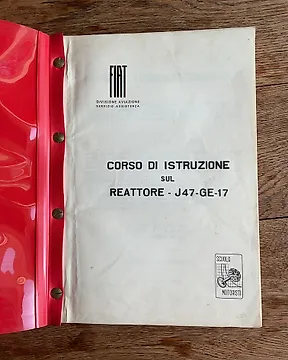 FIAT
DIVISIONE AVIAZIONE
SERVIZIO ASSISTENZA
CORSO DI ISTRUZIONE
SUL
REATTORE - J47-GE-17
SCUOLA
MOTORISTI